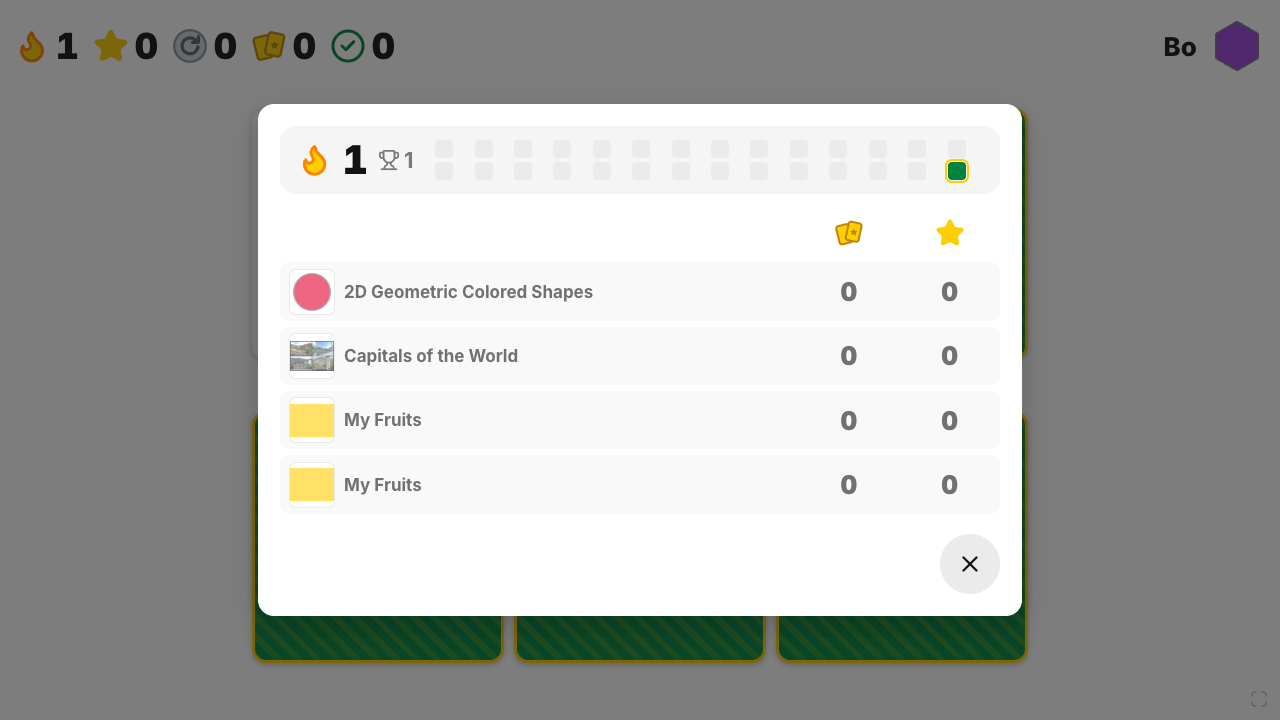 1 0 0 0 0 Bo
1 1
2D Geometric Colored Shapes 0 0
Capitals of the World 0 0
My Fruits 0 0
My Fruits 0 0